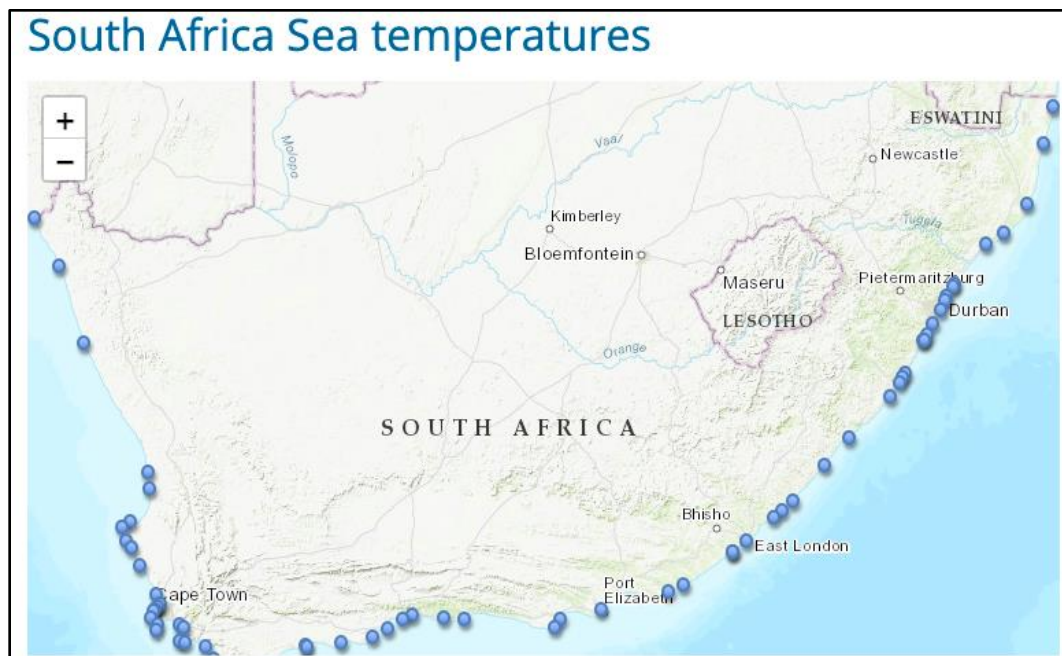 South Africa Sea temperatures
+
−
Molopo
Vaal
ESWATINI
Newcastle
Kimberley
Bloemfontein
Tugela
Maseru
Pietermaritzburg
LESOTHO
Durban
Orange
SOUTH AFRICA
Bhisho
East London
Port
Elizabeth
Cape Town